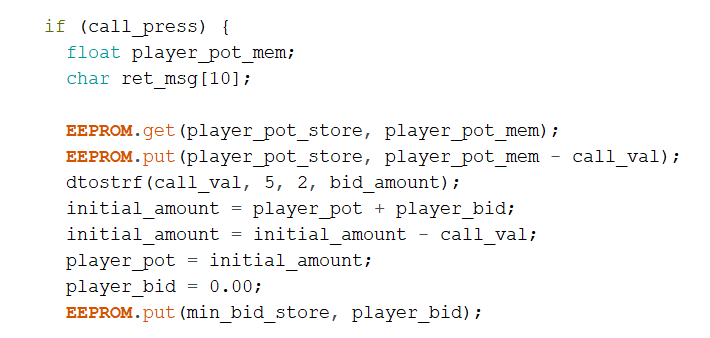 if (call_press) {
float player_pot_mem;
char ret_msg[10];
EEPROM.get(player_pot_store, player_pot_mem);
EEPROM.put(player_pot_store, player_pot_mem - call_val);
dtostrf(call_val, 5, 2, bid_amount);
initial_amount = player_pot + player_bid;
initial_amount = initial_amount - call_val;
player_pot = initial_amount;
player_bid = 0.00;
EEPROM.put(min_bid_store, player_bid);